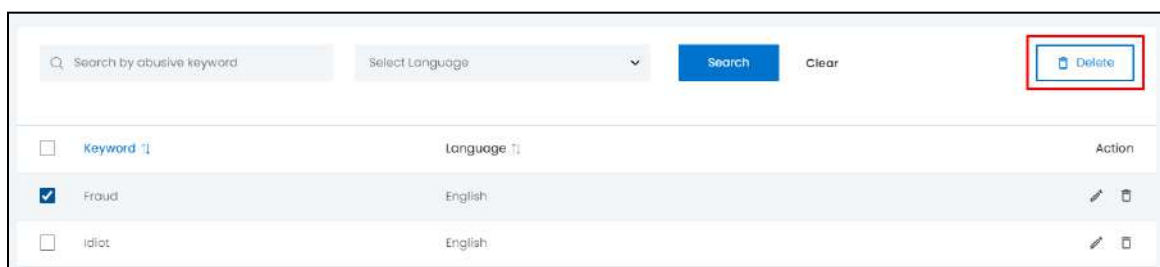 Search by abusive keyword Select Language Search Clear Delete
Keyword Language Action
Fraud English
Idiot English